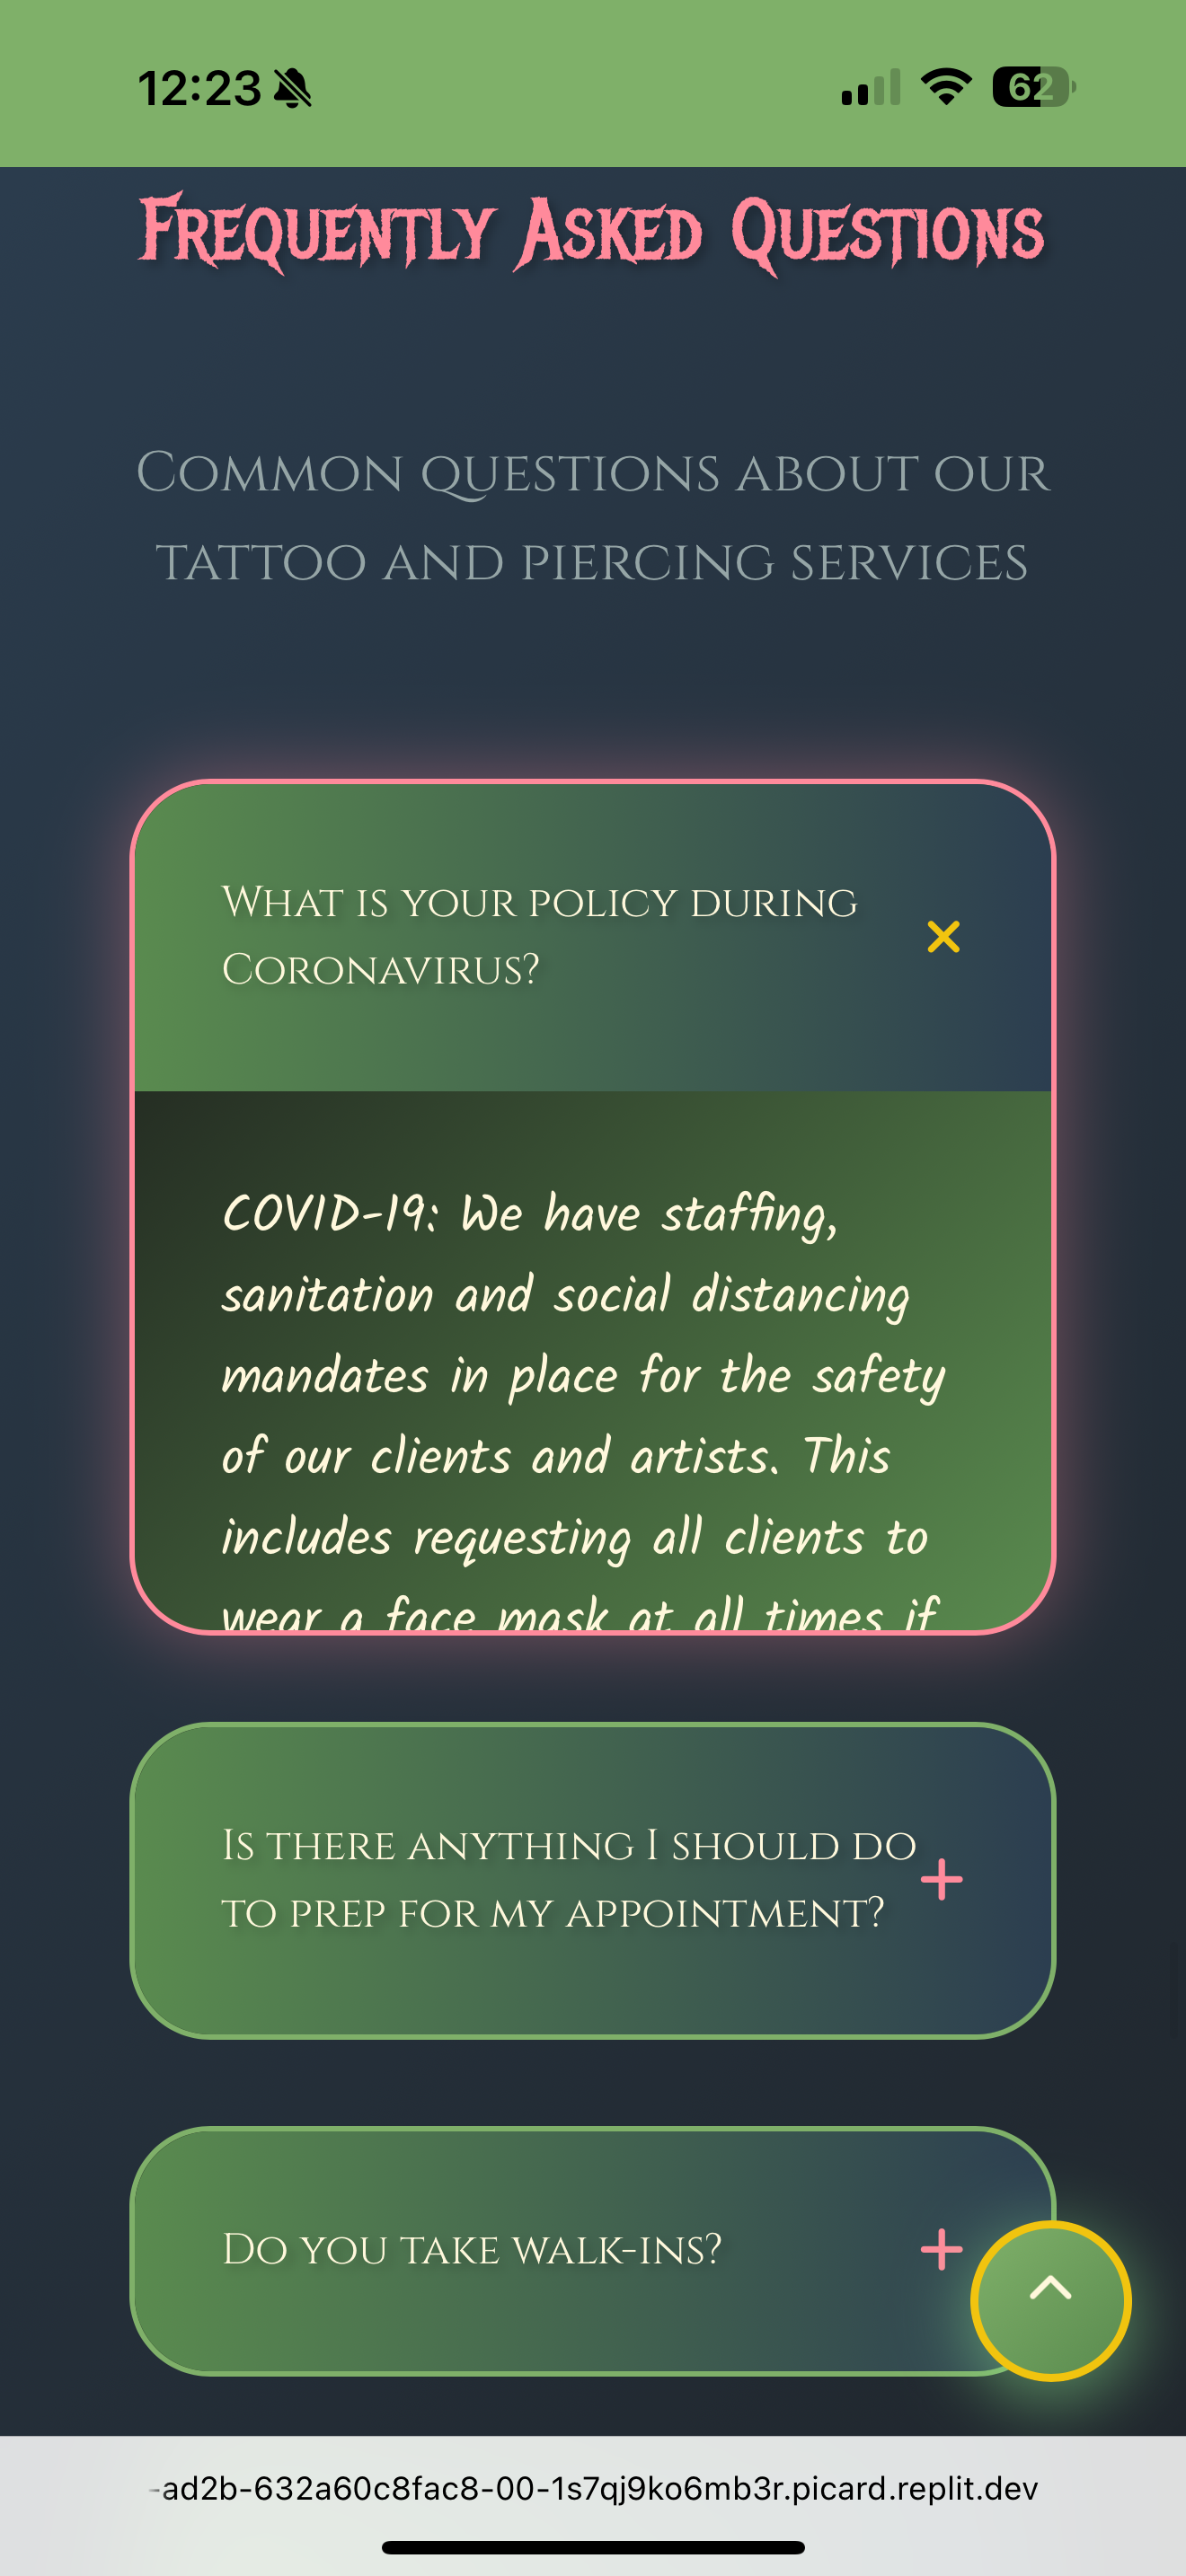 12:23
62
Frequently Asked Questions
Common questions about our
tattoo and piercing services
What is your policy during
Coronavirus?
COVID-19: We have staffing,
sanitation and social distancing
mandates in place for the safety
of our clients and artists. This
includes requesting all clients to
wear a face mask at all times if
Is there anything I should do
to prep for my appointment?
Do you take walk-ins?
-ad2b-632a60c8fac8-00-1s7qj9ko6mb3r.picard.replit.dev